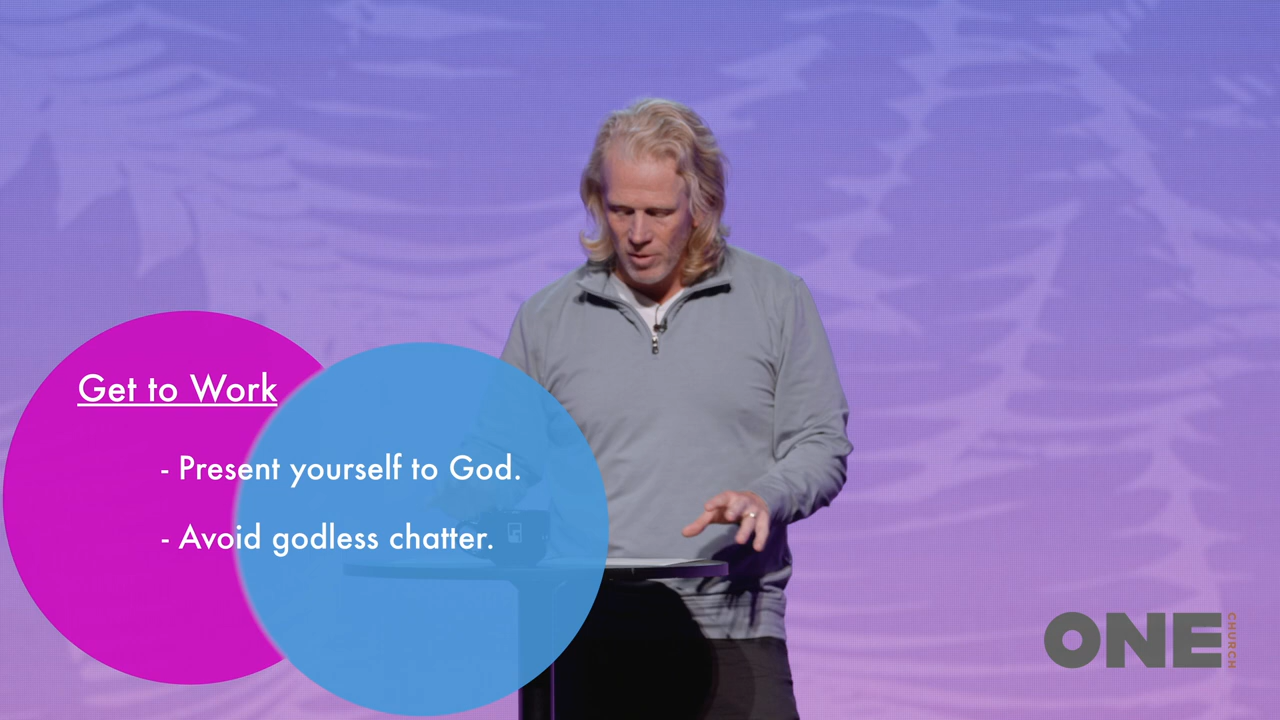 Get to Work
- Present yourself to God.
- Avoid godless chatter.
ONE
CHURCH